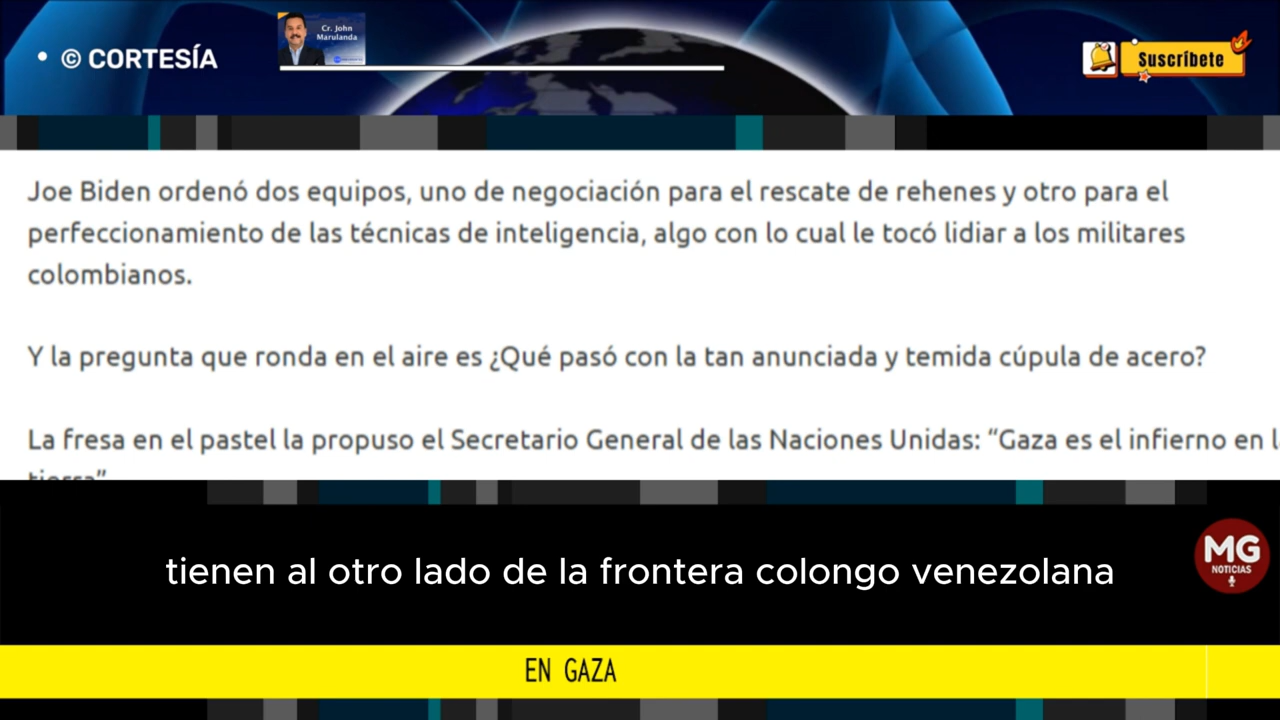 • © CORTESÍA
Cr. John
Marulanda
Suscríbete
Joe Biden ordenó dos equipos, uno de negociación para el rescate de rehenes y otro para el
perfeccionamiento de las técnicas de inteligencia, algo con lo cual le tocó lidiar a los militares
colombianos.
Y la pregunta que ronda en el aire es ¿Qué pasó con la tan anunciada y temida cúpula de acero?
La fresa en el pastel la propuso el Secretario General de las Naciones Unidas: “Gaza es el infierno en
tierra”
tienen al otro lado de la frontera colongo venezolana
MG
NOTICIAS
EN GAZA